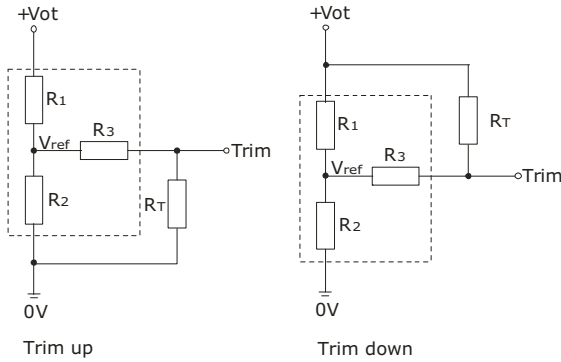 +Vot
R1
Vref
R3
Trim
R2
RT
0V
Trim up
+Vot
R1
RT
Vref
R3
Trim
R2
0V
Trim down